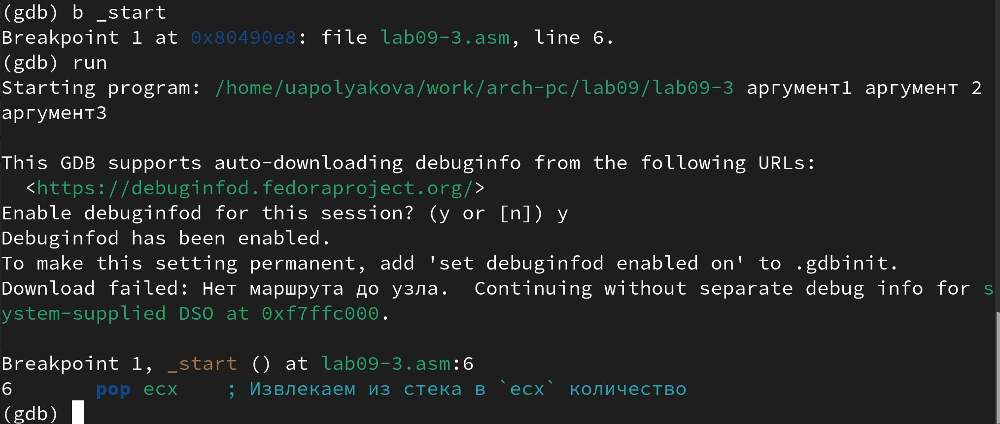 (gdb) b _start
Breakpoint 1 at 0x80490e8: file lab09-3.asm, line 6.
(gdb) run
Starting program: /home/uapolyakova/work/arch-pc/lab09/lab09-3 аргумент1 аргумент 2
аргумент3
This GDB supports auto-downloading debuginfo from the following URLs:
<https://debuginfod.fedoraproject.org/>
Enable debuginfod for this session? (y or [n]) y
Debuginfod has been enabled.
To make this setting permanent, add 'set debuginfod enabled on' to .gdbinit.
Download failed: Нет маршрута до узла.  Continuing without separate debug info for s
ystem-supplied DSO at 0xf7ffc000.
Breakpoint 1, _start () at lab09-3.asm:6
6       pop ecx    ; Извлекаем из стека в `ecx` количество
(gdb)